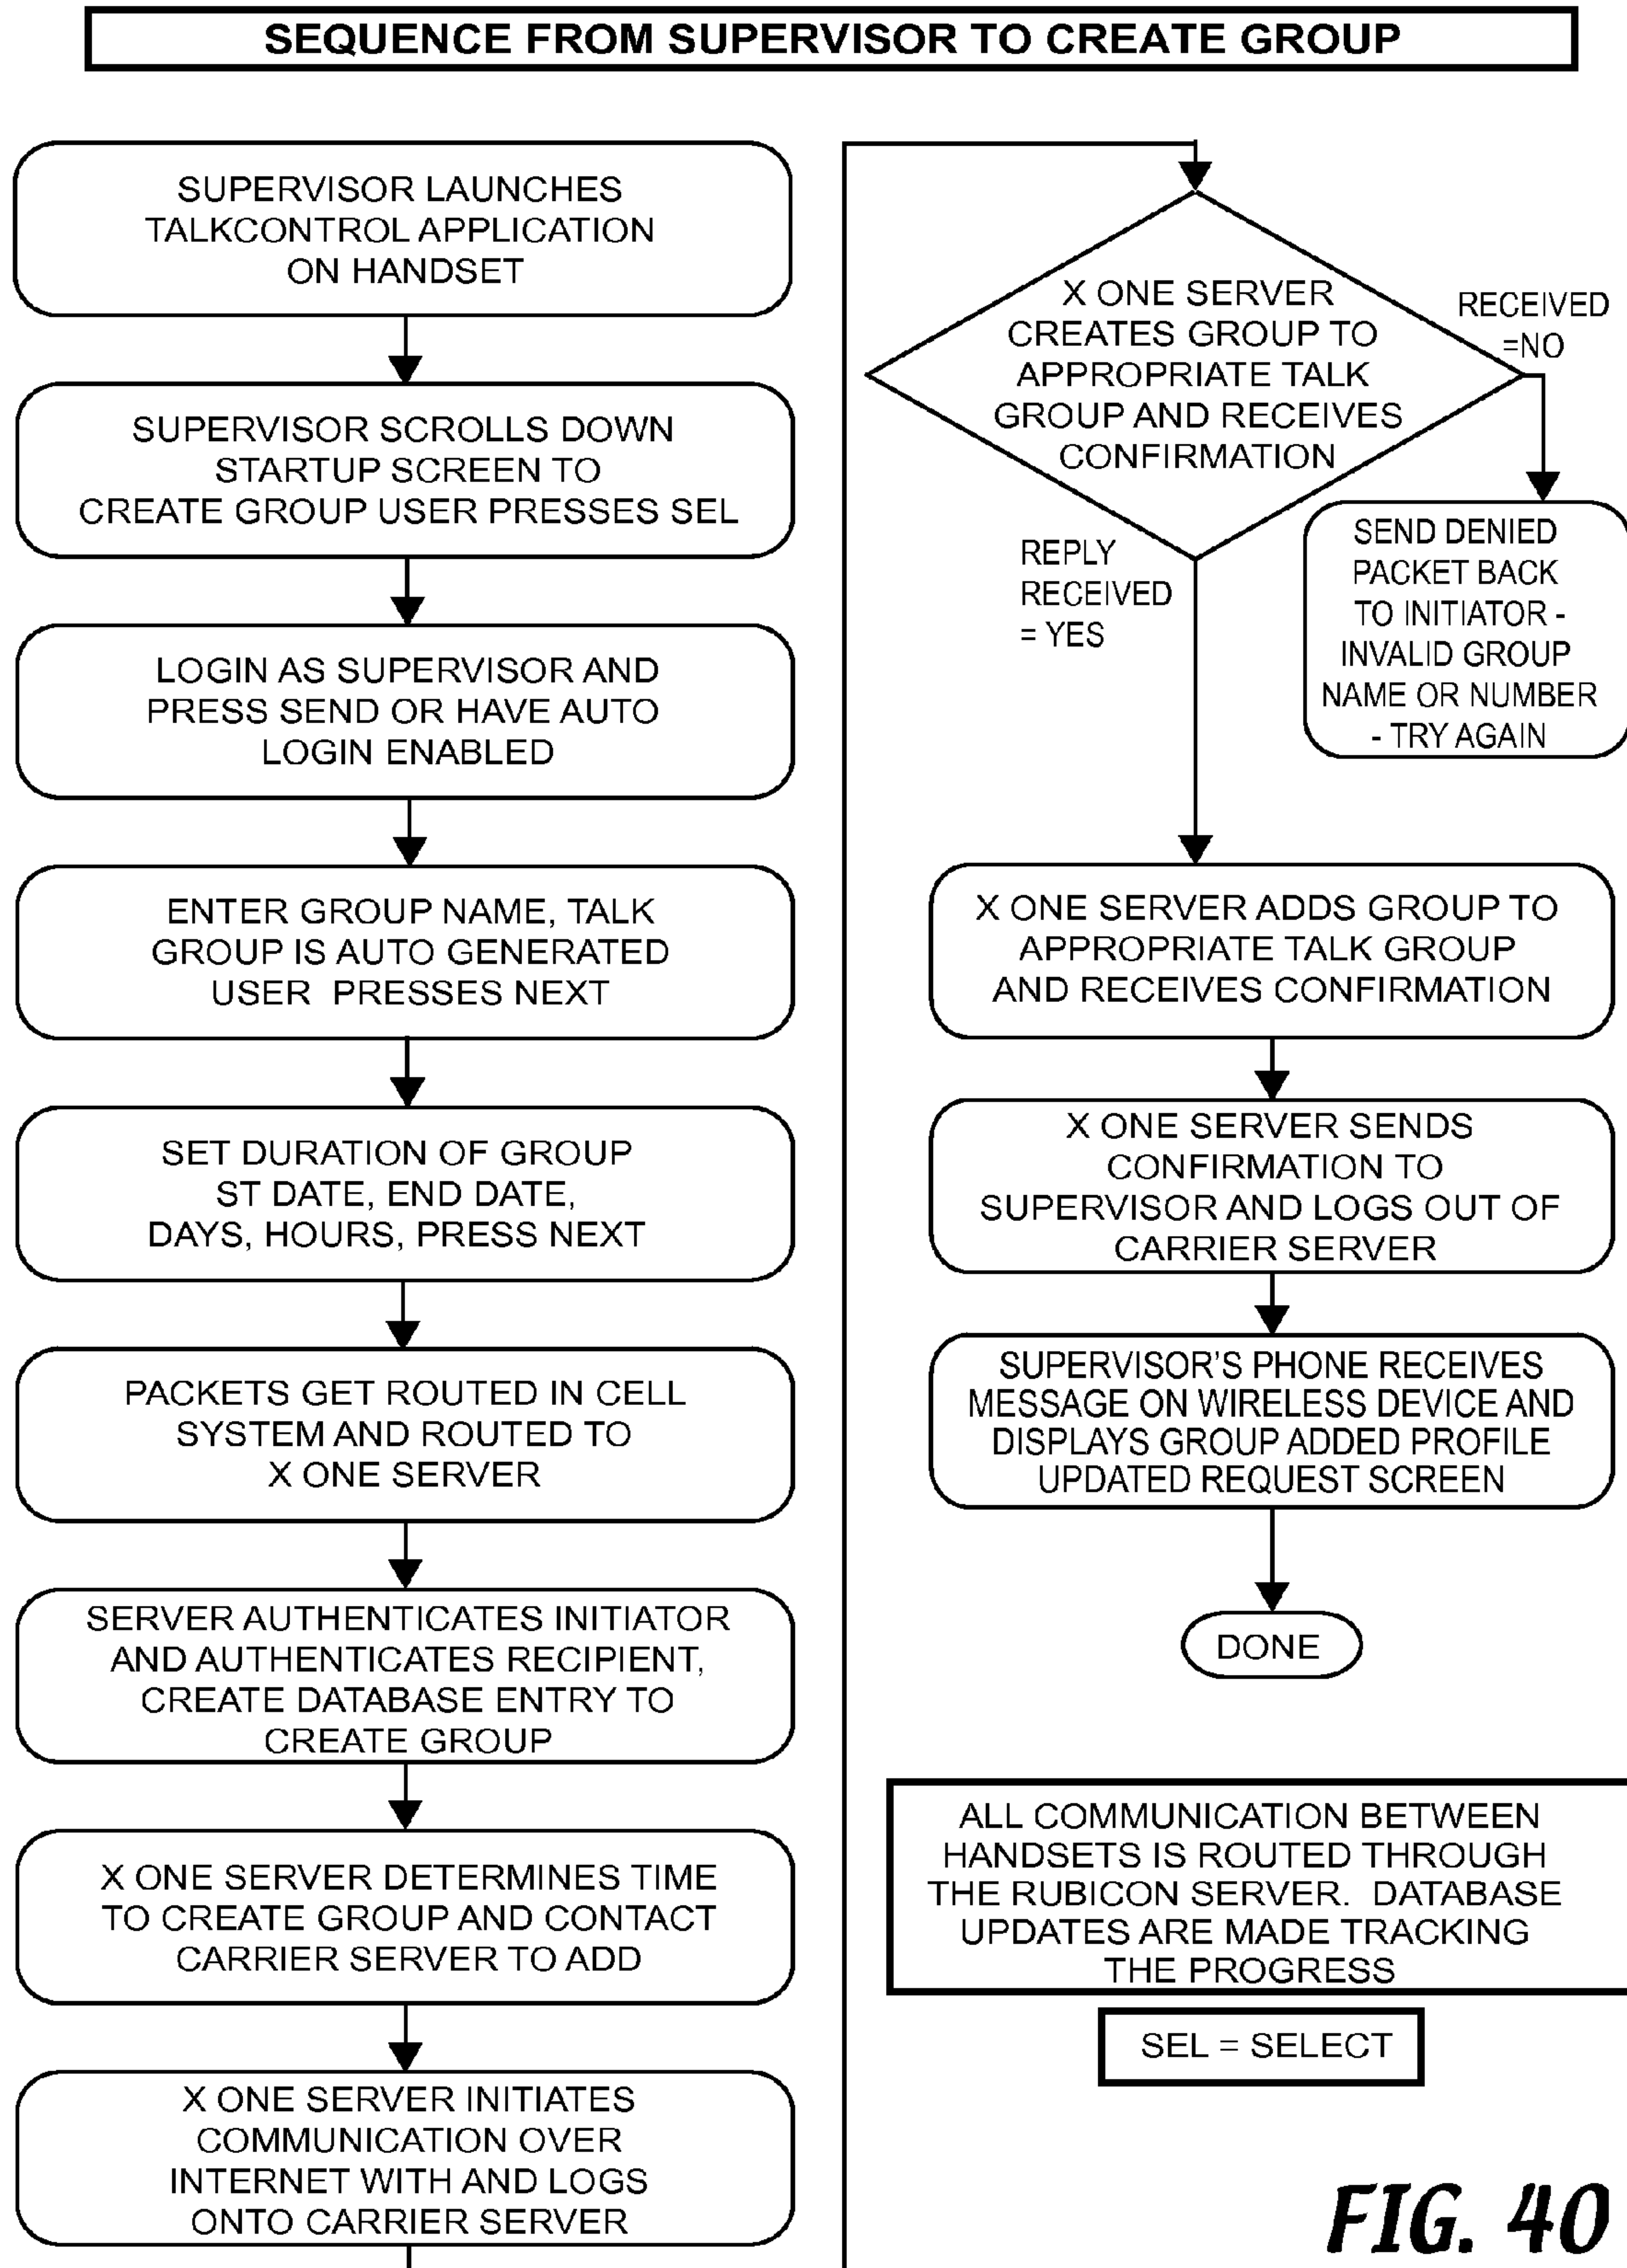 SEQUENCE FROM SUPERVISOR TO CREATE GROUP
SUPERVISOR LAUNCHES
TALKCONTROL APPLICATION
ON HANDSET
SUPERVISOR SCROLLS DOWN
STARTUP SCREEN TO
CREATE GROUP USER PRESSES SEL
LOGIN AS SUPERVISOR AND
PRESS SEND OR HAVE AUTO
LOGIN ENABLED
ENTER GROUP NAME, TALK
GROUP IS AUTO GENERATED
USER PRESSES NEXT
SET DURATION OF GROUP
ST DATE, END DATE,
DAYS, HOURS, PRESS NEXT
PACKETS GET ROUTED IN CELL
SYSTEM AND ROUTED TO
X ONE SERVER
SERVER AUTHENTICATES INITIATOR
AND AUTHENTICATES RECIPIENT,
CREATE DATABASE ENTRY TO
CREATE GROUP
X ONE SERVER DETERMINES TIME
TO CREATE GROUP AND CONTACT
CARRIER SERVER TO ADD
X ONE SERVER INITIATES
COMMUNICATION OVER
INTERNET WITH AND LOGS
ONTO CARRIER SERVER
X ONE SERVER
CREATES GROUP TO
APPROPRIATE TALK
GROUP AND RECEIVES
CONFIRMATION
RECEIVED
=NO
SEND DENIED
PACKET BACK
TO INITIATOR -
INVALID GROUP
NAME OR NUMBER
- TRY AGAIN
REPLY
RECEIVED
= YES
X ONE SERVER ADDS GROUP TO
APPROPRIATE TALK GROUP
AND RECEIVES CONFIRMATION
X ONE SERVER SENDS
CONFIRMATION TO
SUPERVISOR AND LOGS OUT OF
CARRIER SERVER
SUPERVISOR'S PHONE RECEIVES
MESSAGE ON WIRELESS DEVICE AND
DISPLAYS GROUP ADDED PROFILE
UPDATED REQUEST SCREEN
DONE
ALL COMMUNICATION BETWEEN
HANDSETS IS ROUTED THROUGH
THE RUBICON SERVER. DATABASE
UPDATES ARE MADE TRACKING
THE PROGRESS
SEL = SELECT
FIG. 40